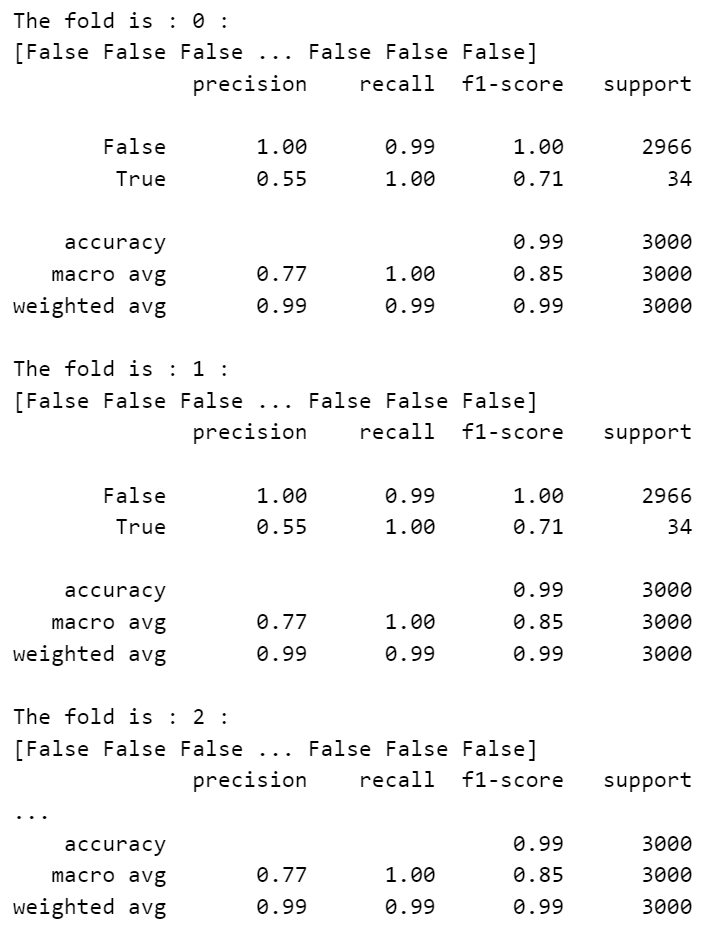 The fold is : 0 :
[False False False ... False False False]
precision recall f1-score support
False 1.00 0.99 1.00 2966
True 0.55 1.00 0.71 34
accuracy 0.99 3000
macro avg 0.77 1.00 0.85 3000
weighted avg 0.99 0.99 0.99 3000
The fold is : 1 :
[False False False ... False False False]
precision recall f1-score support
False 1.00 0.99 1.00 2966
True 0.55 1.00 0.71 34
accuracy 0.99 3000
macro avg 0.77 1.00 0.85 3000
weighted avg 0.99 0.99 0.99 3000
The fold is : 2 :
[False False False ... False False False]
precision recall f1-score support
...
accuracy 0.99 3000
macro avg 0.77 1.00 0.85 3000
weighted avg 0.99 0.99 0.99 3000